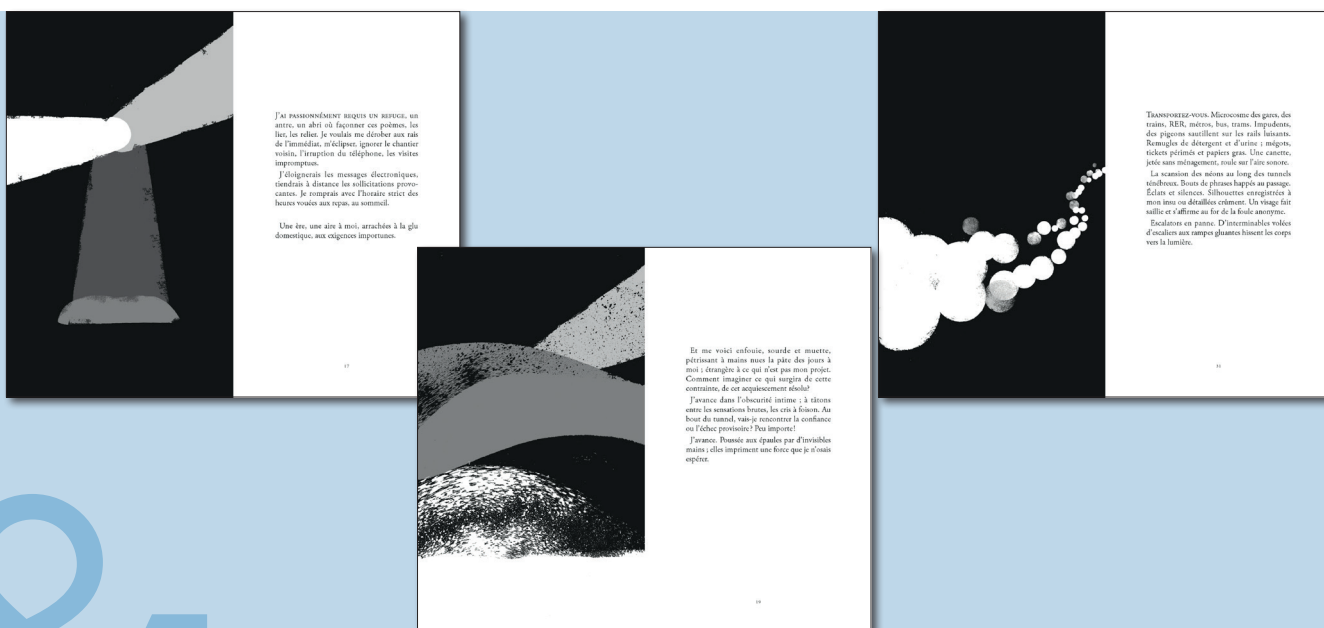 J’AI PASSIONNÉMENT REQUIS UN REFUGE, un
antre, un abri où façonner ces poèmes, les
lier, les relier. Je voulais me dérober aux rais
de l’immédiat, m’éclipser, ignorer le chantier
voisin, l’irruption du téléphone, les visites
impromptues.
J’éloignerais les messages électroniques,
tiendrais à distance les sollicitations provo-
cantes. Je romprais avec l’horaire strict des
heures vouées aux repas, au sommeil.
Une ère, une aire à moi, arrachées à la glu
domestique, aux exigences importunes.
17
Et me voici enfouie, sourde et muette,
pétrissant à mains nues la pâte des jours à
moi ; étrangère à ce qui n’est pas mon projet.
Comment imaginer ce qui surgira de cette
contrainte, de cet acquiescement résolu?
J’avance dans l’obscurité intime ; à tâtons
entre les sensations brutes, les cris à foison. Au
bout du tunnel, vais-je rencontrer la confiance
ou l’échec provisoire? Peu importe!
J’avance. Poussée aux épaules par d’invisibles
mains ; elles impriment une force que je n’osais
espérer.
TRANSPORTEZ-VOUS. Microcosme des gares, des
trains, RER, métros, bus, trams. Impudents,
des pigeons sautillent sur les rails luisants.
Remugles de détergent et d’urine ; mégots,
tickets périmés et papiers gras. Une canette,
jetée sans ménagement, roule sur l’aire sonore.
La scansion des néons au long des tunnels
ténébreux. Bouts de phrases happés au passage.
Éclats et silences. Silhouettes enregistrées à
mon insu ou détaillées crûment. Un visage fait
saillie et s’affirme au for de la foule anonyme.
Escalators en panne. D’interminables volées
d’escaliers aux rampes gluantes hissent les corps
vers la lumière.